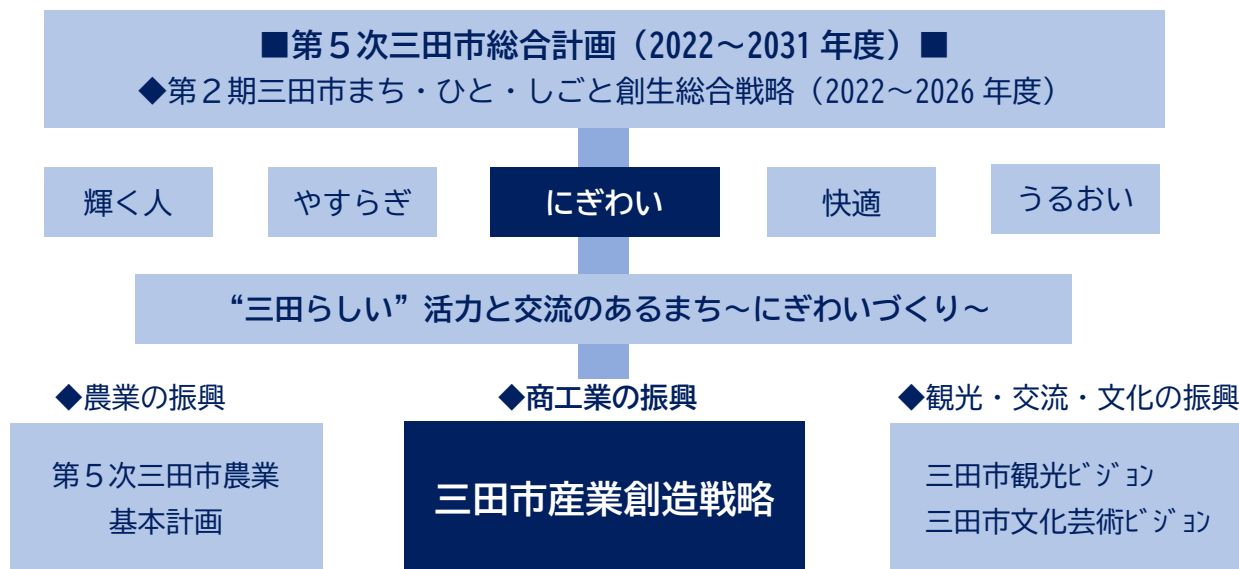 ■第５次三田市総合計画（2022～2031 年度）■
◆第２期三田市まち・ひと・しごと創生総合戦略（2022～2026 年度）
輝く人
やすらぎ
にぎわい
快適
うるおい
“三田らしい”活力と交流のあるまち～にぎわいづくり～
◆農業の振興
◆商工業の振興
◆観光・交流・文化の振興
第５次三田市農業
基本計画
三田市産業創造戦略
三田市観光ﾋﾞｼﾞｮﾝ
三田市文化芸術ﾋﾞｼﾞｮﾝ